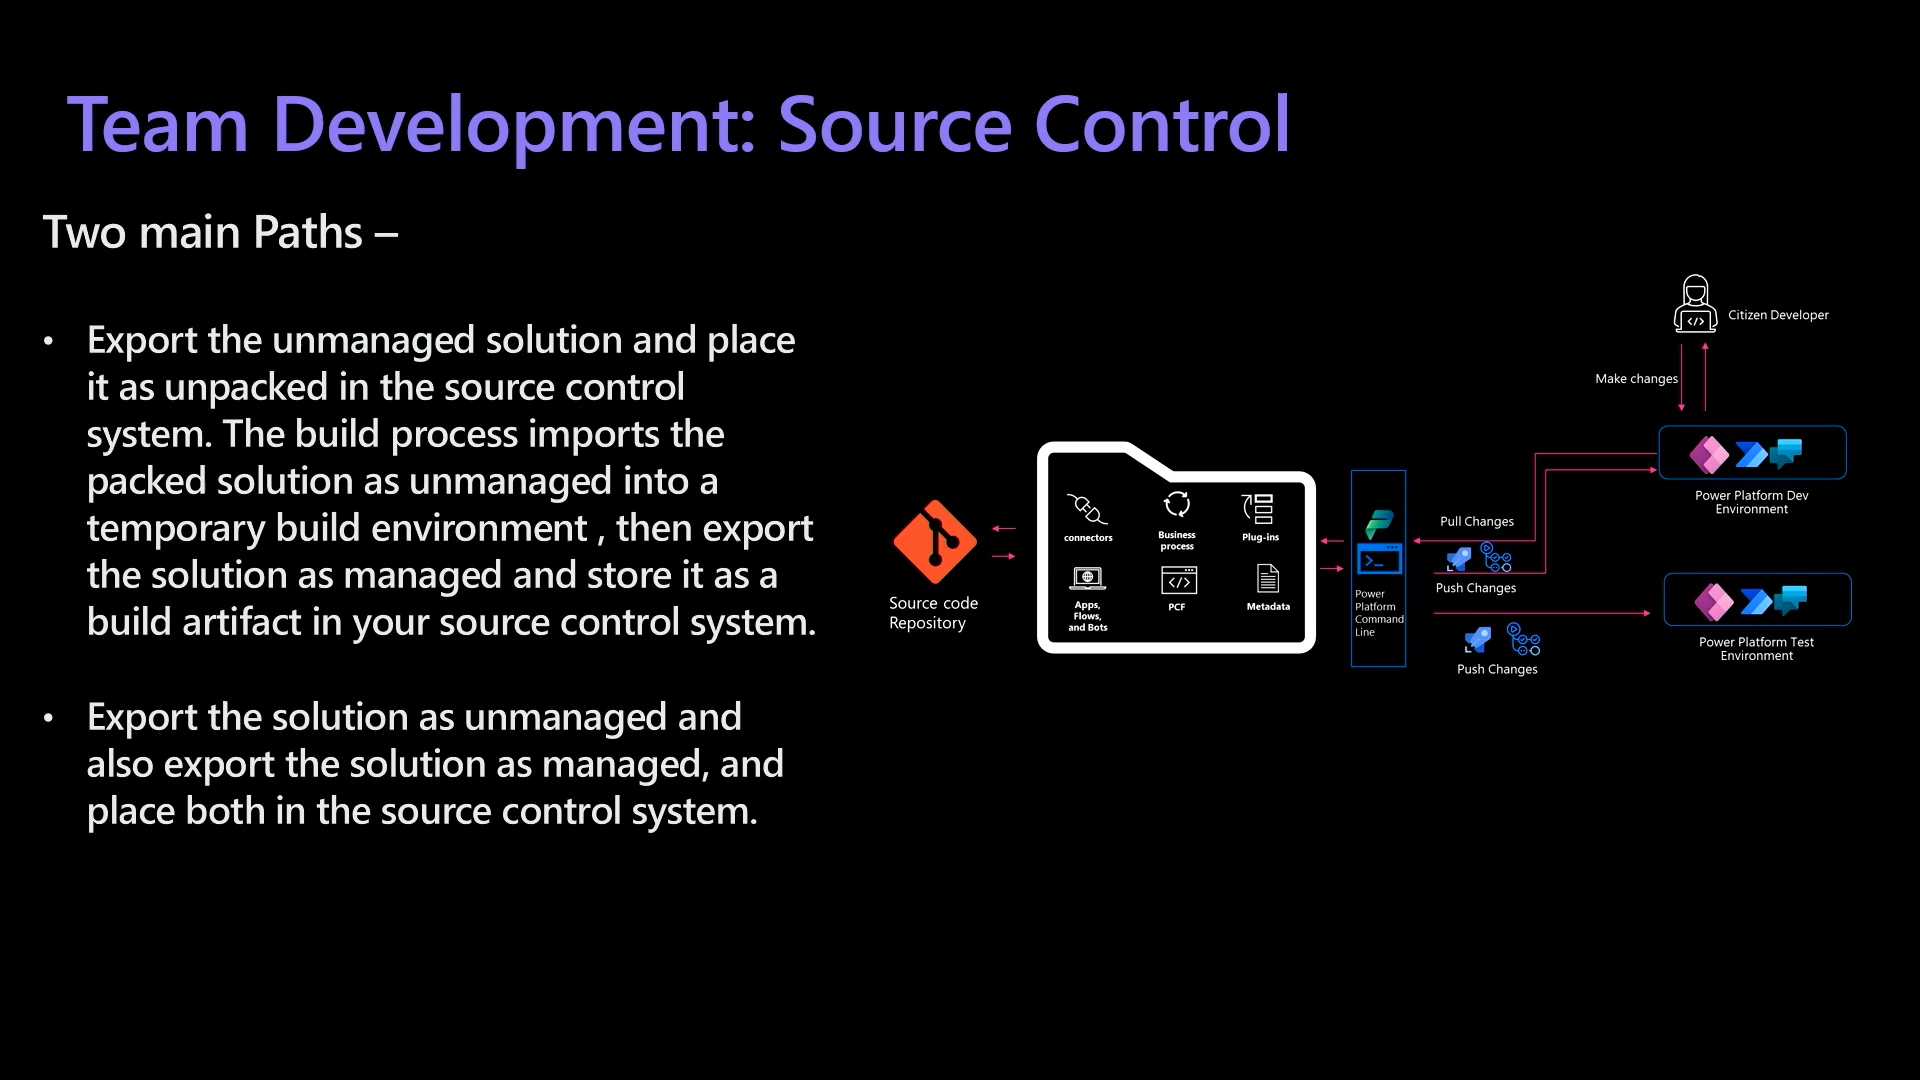 Team Development: Source Control
Two main Paths –
• Export the unmanaged solution and place
it as unpacked in the source control
system. The build process imports the
packed solution as unmanaged into a
temporary build environment , then export
the solution as managed and store it as a
build artifact in your source control system.
• Export the solution as unmanaged and
also export the solution as managed, and
place both in the source control system.
Source code
Repository
connectors
Business
process
Plug-ins
Apps,
Flows,
and Bots
PCF
Metadata
Power
Platform
Command
Line
Pull Changes
Push Changes
Push Changes
Citizen Developer
Make changes
Power Platform Dev
Environment
Power Platform Test
Environment